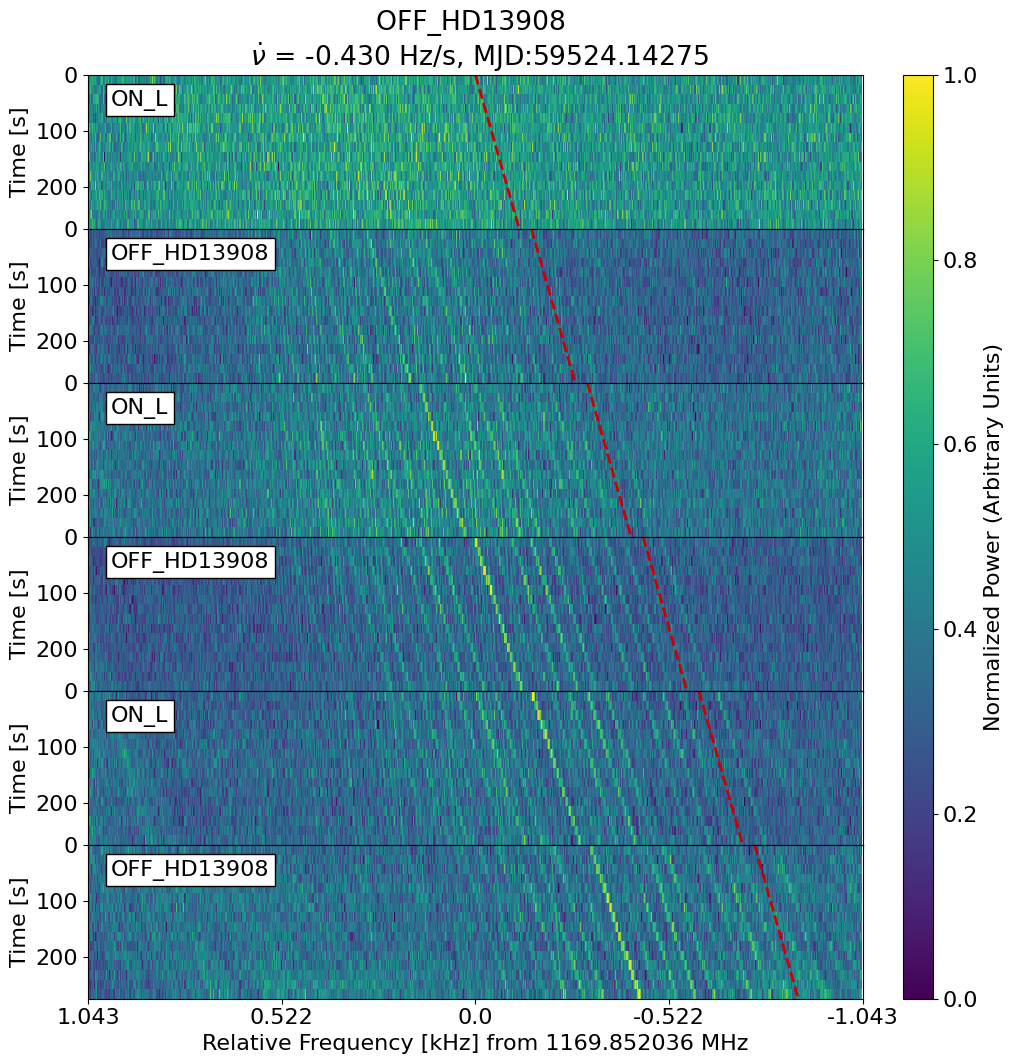 OFF_HD13908
ν̇ = -0.430 Hz/s, MJD:59524.14275
0
ON_L
100
200
Time [s]
0
OFF_HD13908
100
200
Time [s]
0
ON_L
100
200
Time [s]
0
OFF_HD13908
100
200
Time [s]
0
ON_L
100
200
Time [s]
0
OFF_HD13908
100
200
Time [s]
1.043 0.522 0.0 -0.522 -1.043
Relative Frequency [kHz] from 1169.852036 MHz
1.0
0.8
0.6
0.4
0.2
0.0
Normalized Power (Arbitrary Units)